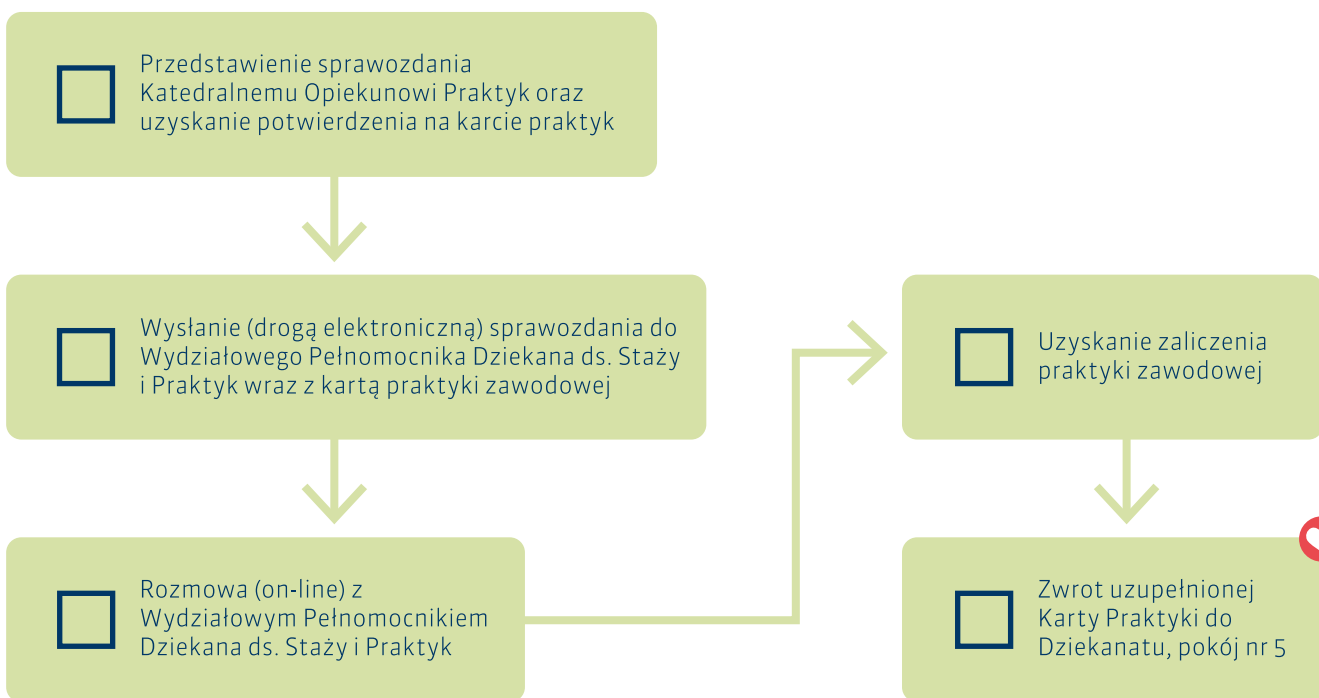 Przedstawienie sprawozdania
Katedralnemu Opiekunowi Praktyk oraz
uzyskanie potwierdzenia na karcie praktyk
Wysłanie (drogą elektroniczną) sprawozdania do
Wydziałowego Pełnomocnika Dziekana ds. Staży
i Praktyk wraz z kartą praktyki zawodowej
Rozmowa (on-line) z
Wydziałowym Pełnomocnikiem
Dziekana ds. Staży i Praktyk
Uzyskanie zaliczenia
praktyki zawodowej
Zwrot uzupełnionej
Karty Praktyki do
Dziekanatu, pokój nr 5